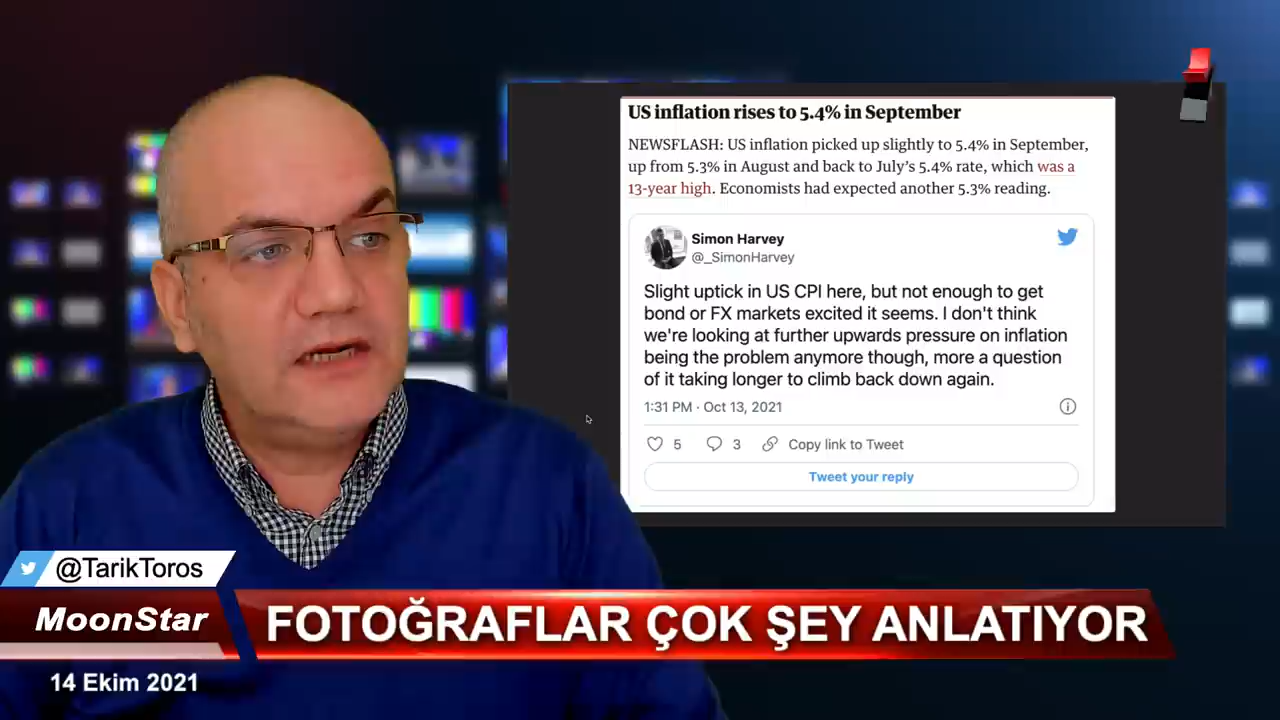 US inflation rises to 5.4% in September
NEWSFLASH: US inflation picked up slightly to 5.4% in September,
up from 5.3% in August and back to July’s 5.4% rate, which was a
13-year high. Economists had expected another 5.3% reading.
Simon Harvey
@_SimonHarvey
Slight uptick in US CPI here, but not enough to get
bond or FX markets excited it seems. I don't think
we're looking at further upwards pressure on inflation
being the problem anymore though, more a question
of it taking longer to climb back down again.
1:31 PM · Oct 13, 2021
5 3 Copy link to Tweet
Tweet your reply
@TarikToros
MoonStar
FOTOĞRAFLAR ÇOK ŞEY ANLATIYOR
14 Ekim 2021